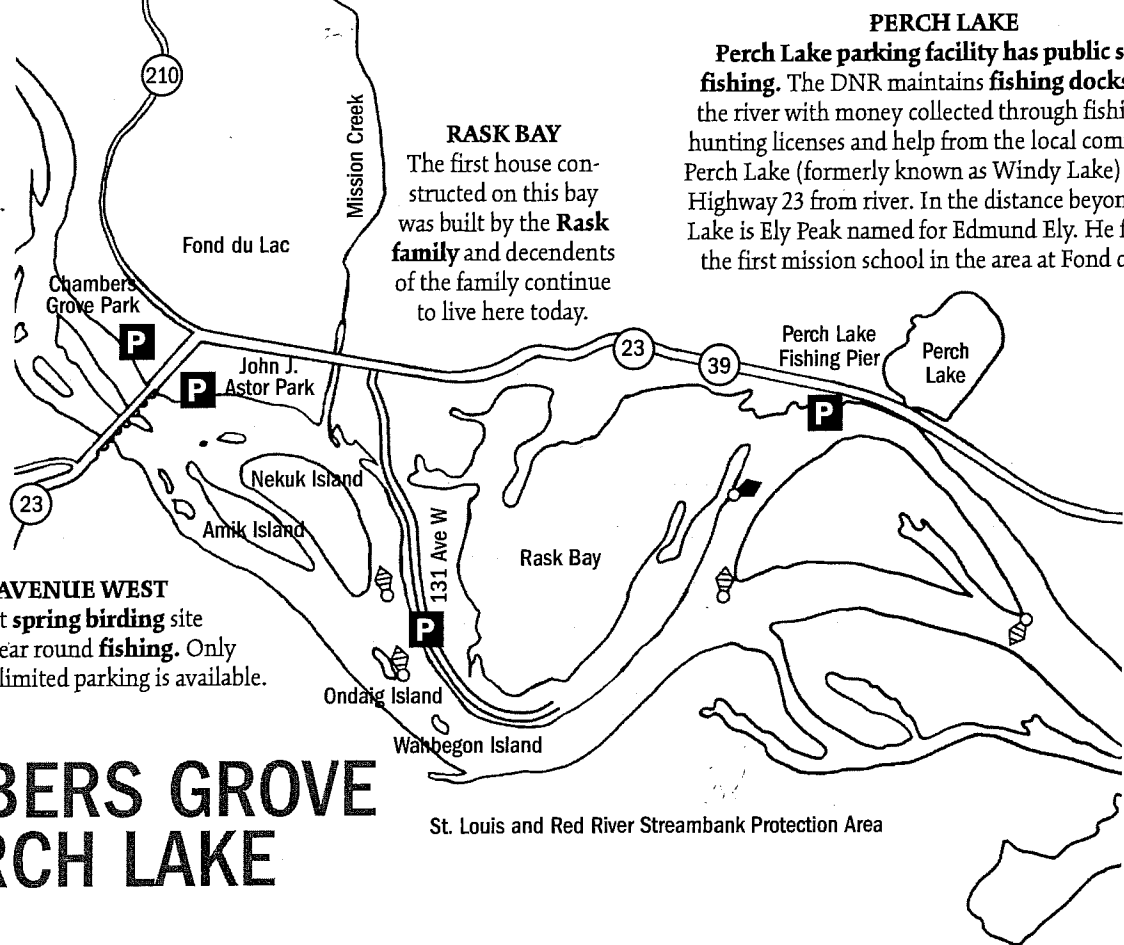 PERCH LAKE
Perch Lake parking facility has public s
fishing. The DNR maintains fishing docks
the river with money collected through fishi
hunting licenses and help from the local com
Perch Lake (formerly known as Windy Lake)
Highway 23 from river. In the distance beyon
Lake is Ely Peak named for Edmund Ely. He f
the first mission school in the area at Fond d
210
Mission Creek
RASK BAY
The first house con-
structed on this bay
was built by the Rask
family and decendents
of the family continue
to live here today.
Fond du Lac
Chambers
Grove Park
P
John J.
Astor Park
P
23
39
Perch Lake
Fishing Pier
P
Perch
Lake
23
Nekuk Island
Amik Island
131 Ave W
Rask Bay
P
AVENUE WEST
t spring birding site
ear round fishing. Only
limited parking is available.
Ondaig Island
Wahbegon Island
BERS GROVE
RCH LAKE
St. Louis and Red River Streambank Protection Area